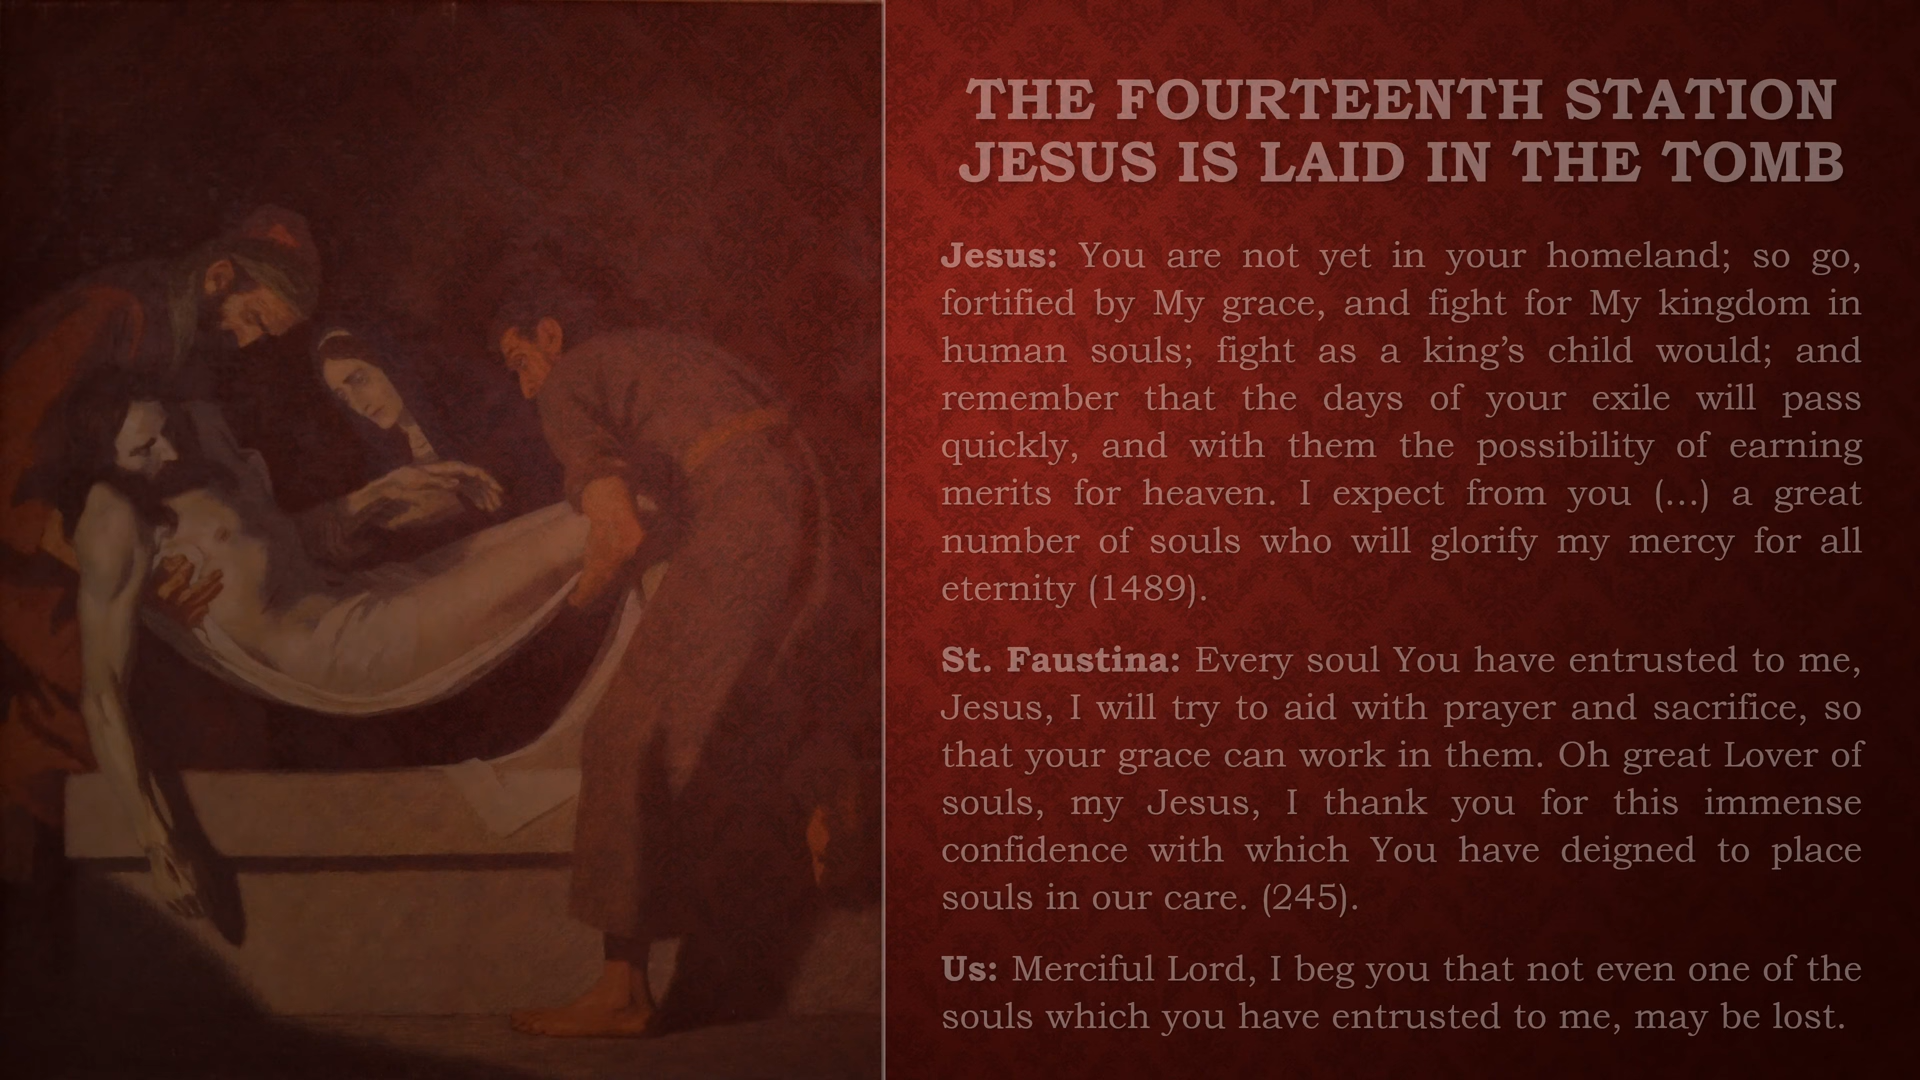 THE FOURTEENTH STATION
JESUS IS LAID IN THE TOMB
Jesus: You are not yet in your homeland; so go,
fortified by My grace, and fight for My kingdom in
human souls; fight as a king’s child would; and
remember that the days of your exile will pass
quickly, and with them the possibility of earning
merits for heaven. I expect from you (…) a great
number of souls who will glorify my mercy for all
eternity (1489).
St. Faustina: Every soul You have entrusted to me,
Jesus, I will try to aid with prayer and sacrifice, so
that your grace can work in them. Oh great Lover of
souls, my Jesus, I thank you for this immense
confidence with which You have deigned to place
souls in our care. (245).
Us: Merciful Lord, I beg you that not even one of the
souls which you have entrusted to me, may be lost.